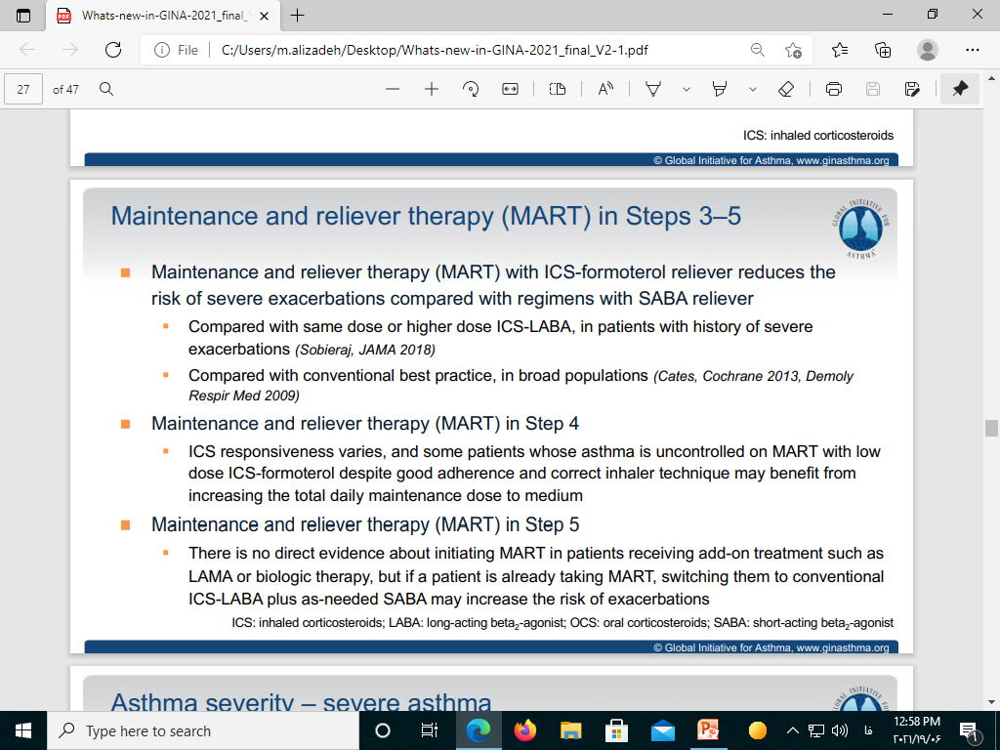 Whats-new-in-GINA-2021_final_
File
C:/Users/m.alizadeh/Desktop/Whats-new-in-GINA-2021_final_V2-1.pdf
27 of 47
ICS: inhaled corticosteroids
© Global Initiative for Asthma, www.ginasthma.org
Maintenance and reliever therapy (MART) in Steps 3–5
GLOBAL INITIATIVE FOR ASTHMA
Maintenance and reliever therapy (MART) with ICS-formoterol reliever reduces the
risk of severe exacerbations compared with regimens with SABA reliever
Compared with same dose or higher dose ICS-LABA, in patients with history of severe
exacerbations (Sobieraj, JAMA 2018)
Compared with conventional best practice, in broad populations (Cates, Cochrane 2013, Demoly
Respir Med 2009)
Maintenance and reliever therapy (MART) in Step 4
ICS responsiveness varies, and some patients whose asthma is uncontrolled on MART with low
dose ICS-formoterol despite good adherence and correct inhaler technique may benefit from
increasing the total daily maintenance dose to medium
Maintenance and reliever therapy (MART) in Step 5
There is no direct evidence about initiating MART in patients receiving add-on treatment such as
LAMA or biologic therapy, but if a patient is already taking MART, switching them to conventional
ICS-LABA plus as-needed SABA may increase the risk of exacerbations
ICS: inhaled corticosteroids; LABA: long-acting beta2-agonist; OCS: oral corticosteroids; SABA: short-acting beta2-agonist
© Global Initiative for Asthma, www.ginasthma.org
Asthma severity – severe asthma
Type here to search
فا
12:58 PM
۲۰۲۱/۱۹/۰۶
1